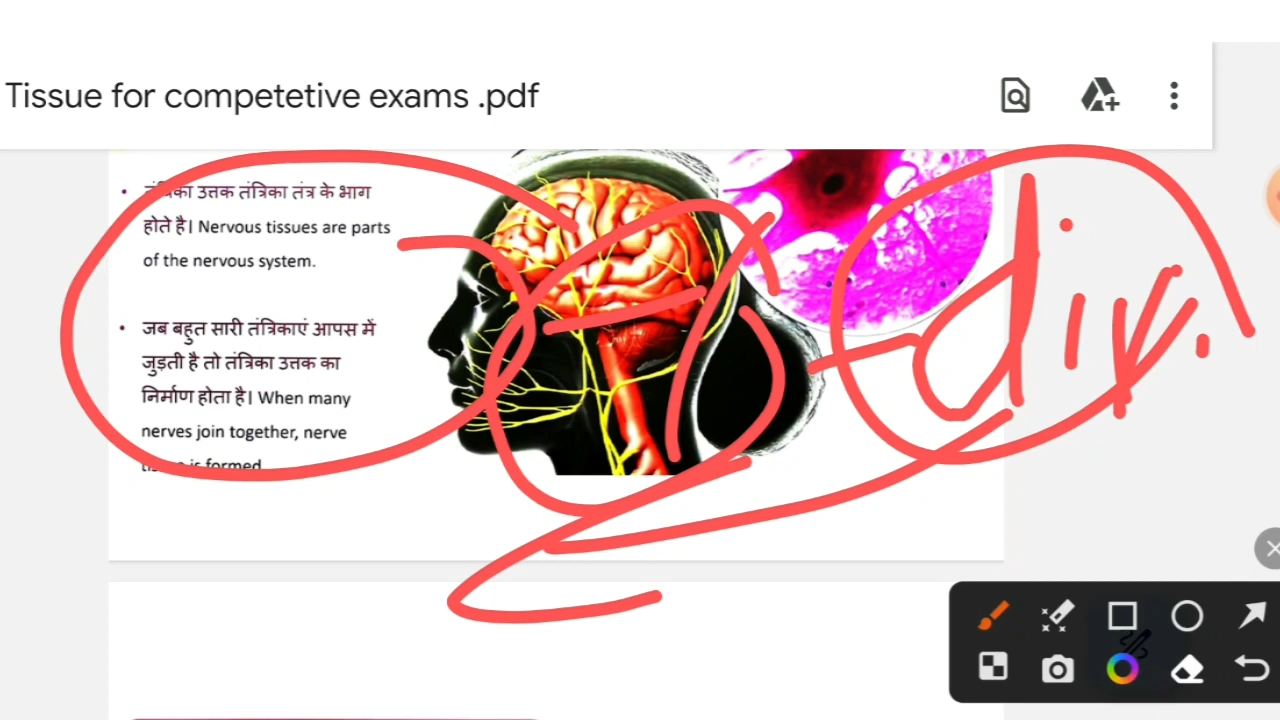 Tissue for competetive exams .pdf
तंत्रिका उत्तक तंत्रिका तंत्र के भाग
होते है। Nervous tissues are parts
of the nervous system.
जब बहुत सारी तंत्रिकाएं आपस में
जुड़ती है तो तंत्रिका उत्तक का
निर्माण होता है। When many
nerves join together, nerve
is formed
div.